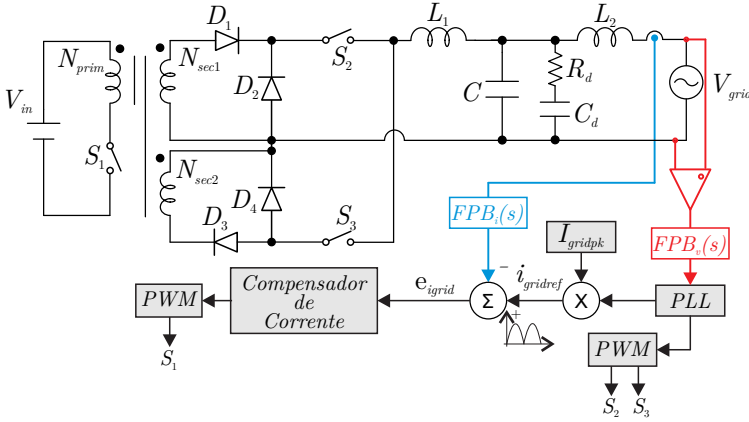 D1
L1
L2
Nprim
Nsec1
S2
D2
Rd
Vin
C
Cd
Vgrid
S1
Nsec2
D4
S3
D3
FPBi(s)
Igridpk
FPBv(s)
Compensador
de
Corrente
eigrid
−
igridref
PWM
Σ
X
PLL
+
S1
PWM
S2 S3